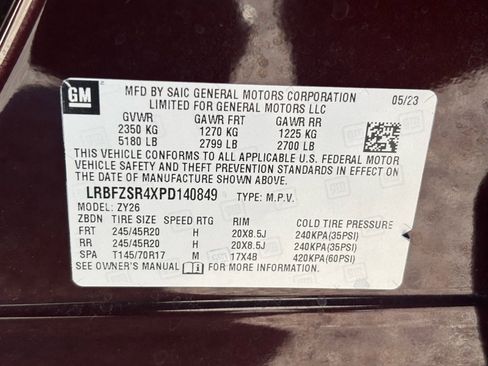 GM
MFD BY SAIC GENERAL MOTORS CORPORATION 05/23
LIMITED FOR GENERAL MOTORS LLC
GVWR GAWR FRT GAWR RR
2350 KG 1270 KG 1225 KG
5180 LB 2799 LB 2700 LB
THIS VEHICLE CONFORMS TO ALL APPLICABLE U.S. FEDERAL MOTOR
VEHICLE SAFETY AND THEFT PREVENTION STANDARDS IN EFFECT ON
THE DATE OF MANUFACTURE SHOWN ABOVE.
LRBFZSR4XPD140849 TYPE: M.P.V.
MODEL: ZY26
ZBDN TIRE SIZE SPEED RTG RIM COLD TIRE PRESSURE
FRT 245/45R20 H 20X8.5J 240KPA(35PSI)
RR 245/45R20 H 20X8.5J 240KPA(35PSI)
SPA T145/70R17 M 17X4B 420KPA(60PSI)
SEE OWNER'S MANUAL FOR MORE INFORMATION